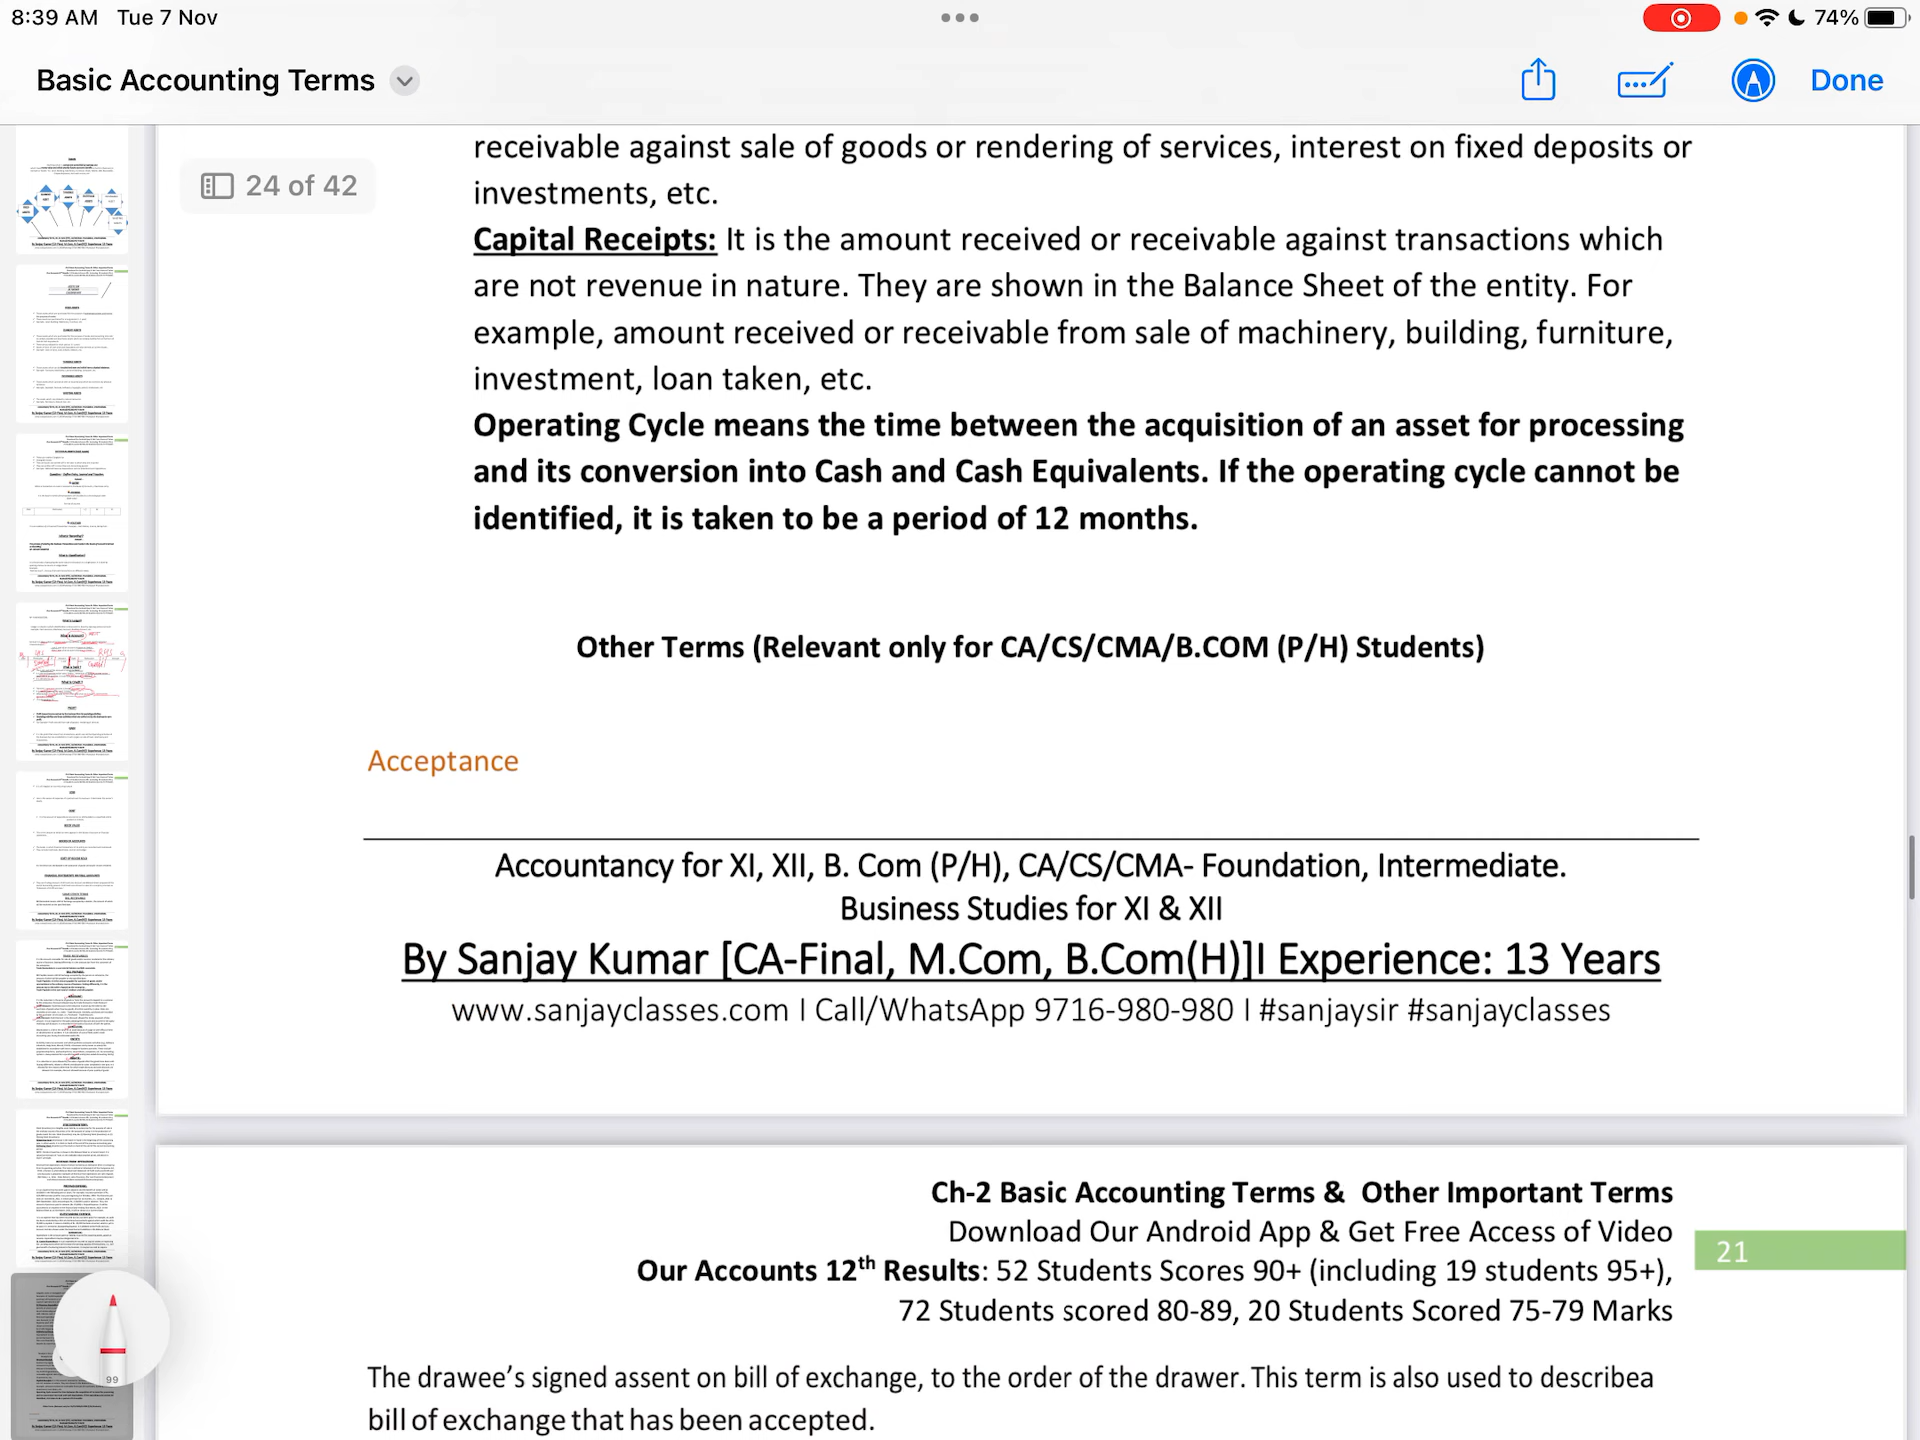 8:39 AM Tue 7 Nov
74%
Basic Accounting Terms
Done
24 of 42
receivable against sale of goods or rendering of services, interest on fixed deposits or
investments, etc.
Capital Receipts: It is the amount received or receivable against transactions which
are not revenue in nature. They are shown in the Balance Sheet of the entity. For
example, amount received or receivable from sale of machinery, building, furniture,
investment, loan taken, etc.
Operating Cycle means the time between the acquisition of an asset for processing
and its conversion into Cash and Cash Equivalents. If the operating cycle cannot be
identified, it is taken to be a period of 12 months.
Other Terms (Relevant only for CA/CS/CMA/B.COM (P/H) Students)
Acceptance
Accountancy for XI, XII, B. Com (P/H), CA/CS/CMA- Foundation, Intermediate.
Business Studies for XI & XII
By Sanjay Kumar [CA-Final, M.Com, B.Com(H)]I Experience: 13 Years
www.sanjayclasses.com I Call/WhatsApp 9716-980-980 I #sanjaysir #sanjayclasses
Ch-2 Basic Accounting Terms & Other Important Terms
Download Our Android App & Get Free Access of Video
21
Our Accounts 12th Results: 52 Students Scores 90+ (including 19 students 95+),
72 Students scored 80-89, 20 Students Scored 75-79 Marks
The drawee's signed assent on bill of exchange, to the order of the drawer. This term is also used to describea
bill of exchange that has been accepted.
99